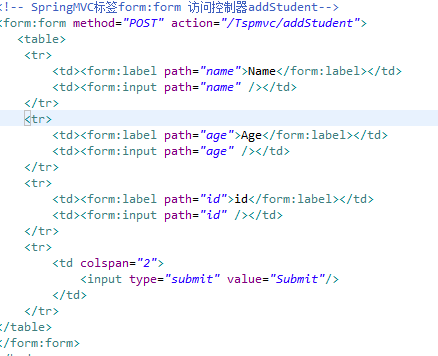 <!-- SpringMVC标签form:form 访问控制器addStudent-->
<form:form method="POST" action="/Tspmvc/addStudent">
<table>
<tr>
<td><form:label path="name">Name</form:label></td>
<td><form:input path="name" /></td>
</tr>
<tr>
<td><form:label path="age">Age</form:label></td>
<td><form:input path="age" /></td>
</tr>
<tr>
<td><form:label path="id">id</form:label></td>
<td><form:input path="id" /></td>
</tr>
<tr>
<td colspan="2">
<input type="submit" value="Submit"/>
</td>
</tr>
</table>
</form:form>